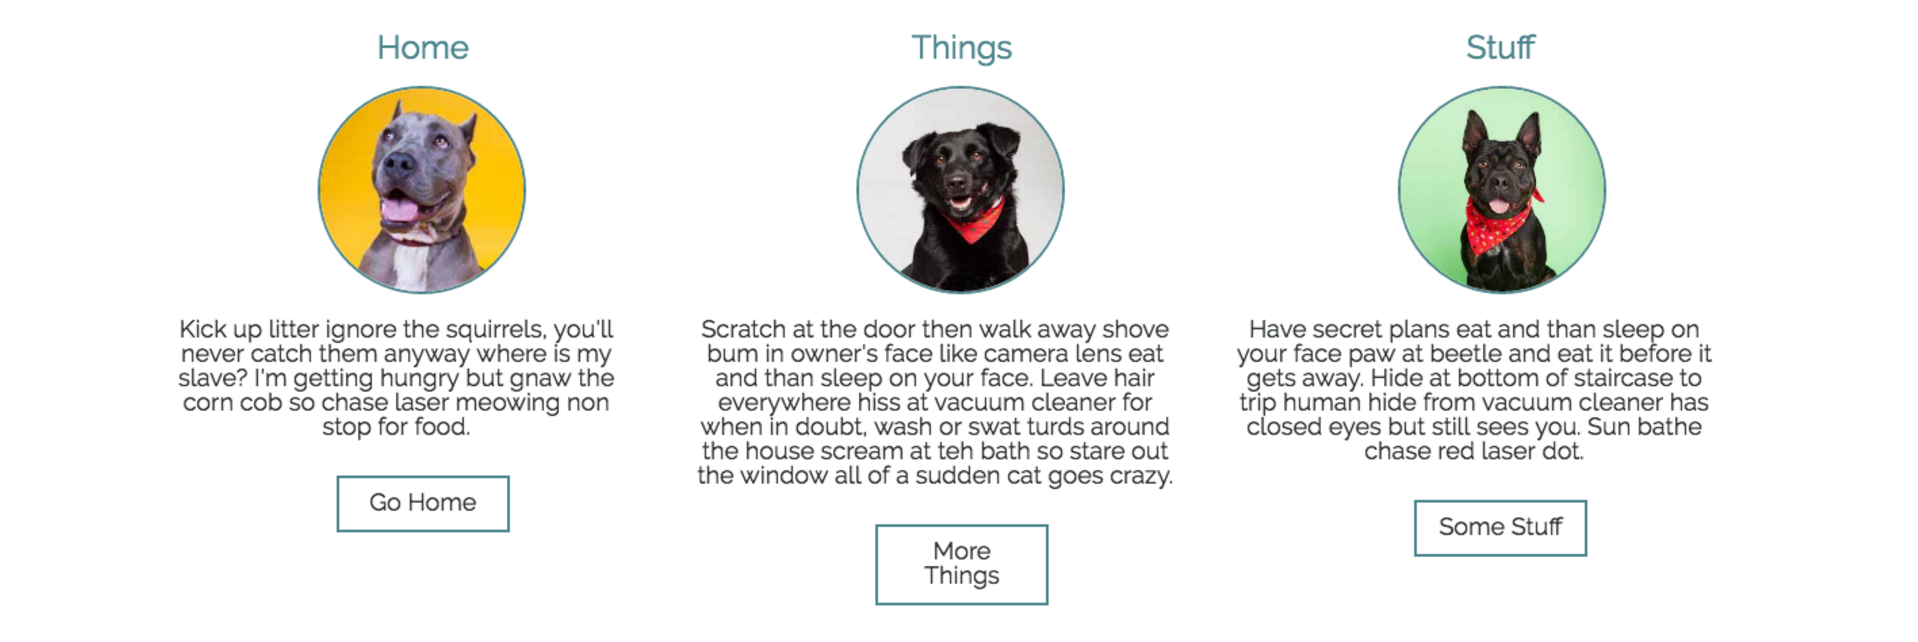 Home
Kick up litter ignore the squirrels, you'll
never catch them anyway where is my
slave? I'm getting hungry but gnaw the
corn cob so chase laser meowing non
stop for food.
Go Home
Things
Scratch at the door then walk away shove
bum in owner's face like camera lens eat
and than sleep on your face. Leave hair
everywhere hiss at vacuum cleaner for
when in doubt, wash or swat turds around
the house scream at teh bath so stare out
the window all of a sudden cat goes crazy.
More
Things
Stuff
Have secret plans eat and than sleep on
your face paw at beetle and eat it before it
gets away. Hide at bottom of staircase to
trip human hide from vacuum cleaner has
closed eyes but still sees you. Sun bathe
chase red laser dot.
Some Stuff